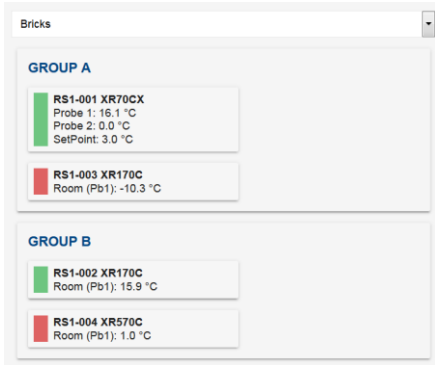 Bricks
GROUP A
RS1-001 XR70CX
Probe 1: 16.1 °C
Probe 2: 0.0 °C
SetPoint: 3.0 °C
RS1-003 XR170C
Room (Pb1): -10.3 °C
GROUP B
RS1-002 XR170C
Room (Pb1): 15.9 °C
RS1-004 XR570C
Room (Pb1): 1.0 °C